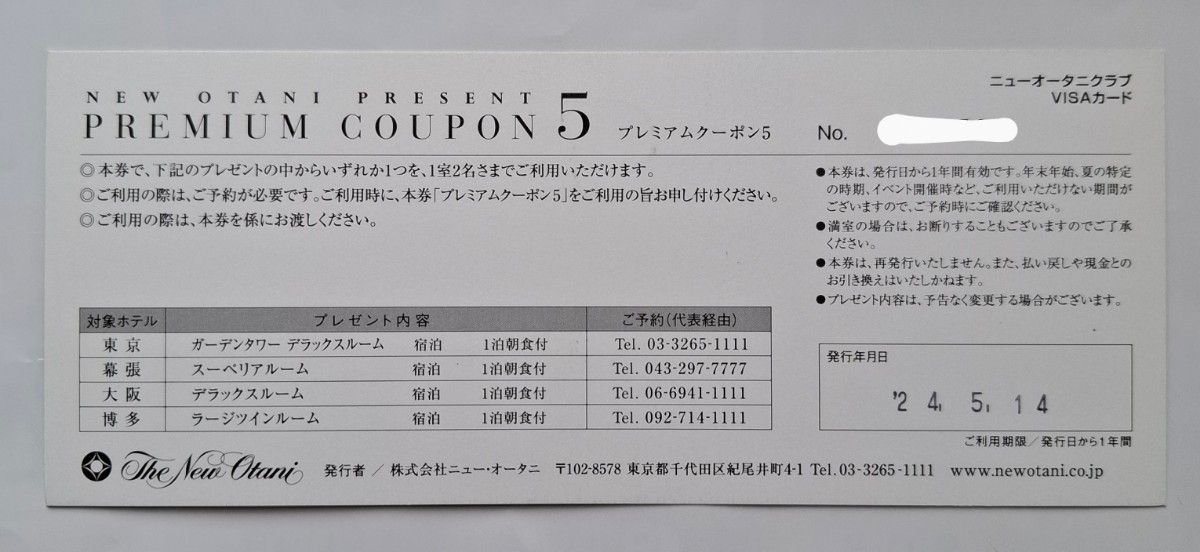 NEW OTANI PRESENT
PREMIUM COUPON 5 プレミアムクーポン5
◎本券で、下記のプレゼントの中からいずれか1つを、1室2名さまでご利用いただけます。
◎ご利用の際は、ご予約が必要です。ご利用時に、本券「プレミアムクーポン5」をご利用の旨お申し付けください。
◎ご利用の際は、本券を係にお渡しください。
ニューオータニクラブ
VISAカード
No.
●本券は、発行日から1年間有効です。年末年始、夏の特定
の時期、イベント開催時など、ご利用いただけない期間が
ございますので、ご予約時にご確認ください。
●満室の場合は、お断りすることもございますのでご了承
ください。
●本券は、再発行いたしません。また、払い戻しや現金との
お引き換えはいたしかねます。
●プレゼント内容は、予告なく変更する場合がございます。
対象ホテル プレゼント内容 ご予約(代表経由)
東京 ガーデンタワー デラックスルーム 宿泊 1泊朝食付 Tel. 03-3265-1111
幕張 スーペリアルーム 宿泊 1泊朝食付 Tel. 043-297-7777
大阪 デラックスルーム 宿泊 1泊朝食付 Tel. 06-6941-1111
博多 ラージツインルーム 宿泊 1泊朝食付 Tel. 092-714-1111
発行年月日
'24. 5. 14
ご利用期限/発行日から1年間
The New Otani 発行者/株式会社ニュー・オータニ 〒102-8578 東京都千代田区紀尾井町4-1 Tel. 03-3265-1111 www.newotani.co.jp